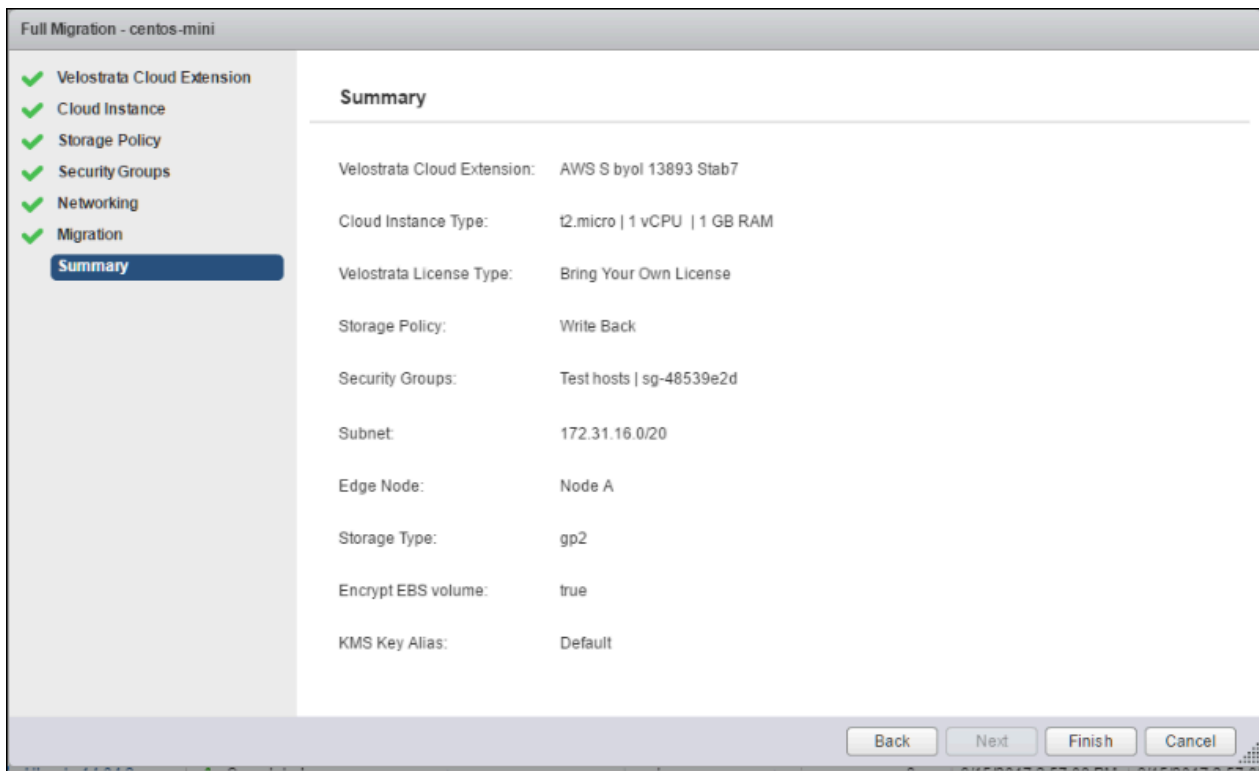 Full Migration - centos-mini
Velostrata Cloud Extension
Cloud Instance
Storage Policy
Security Groups
Networking
Migration
Summary
Summary
Velostrata Cloud Extension: AWS S byol 13893 Stab7
Cloud Instance Type: t2.micro | 1 vCPU | 1 GB RAM
Velostrata License Type: Bring Your Own License
Storage Policy: Write Back
Security Groups: Test hosts | sg-48539e2d
Subnet: 172.31.16.0/20
Edge Node: Node A
Storage Type: gp2
Encrypt EBS volume: true
KMS Key Alias: Default
Back Next Finish Cancel